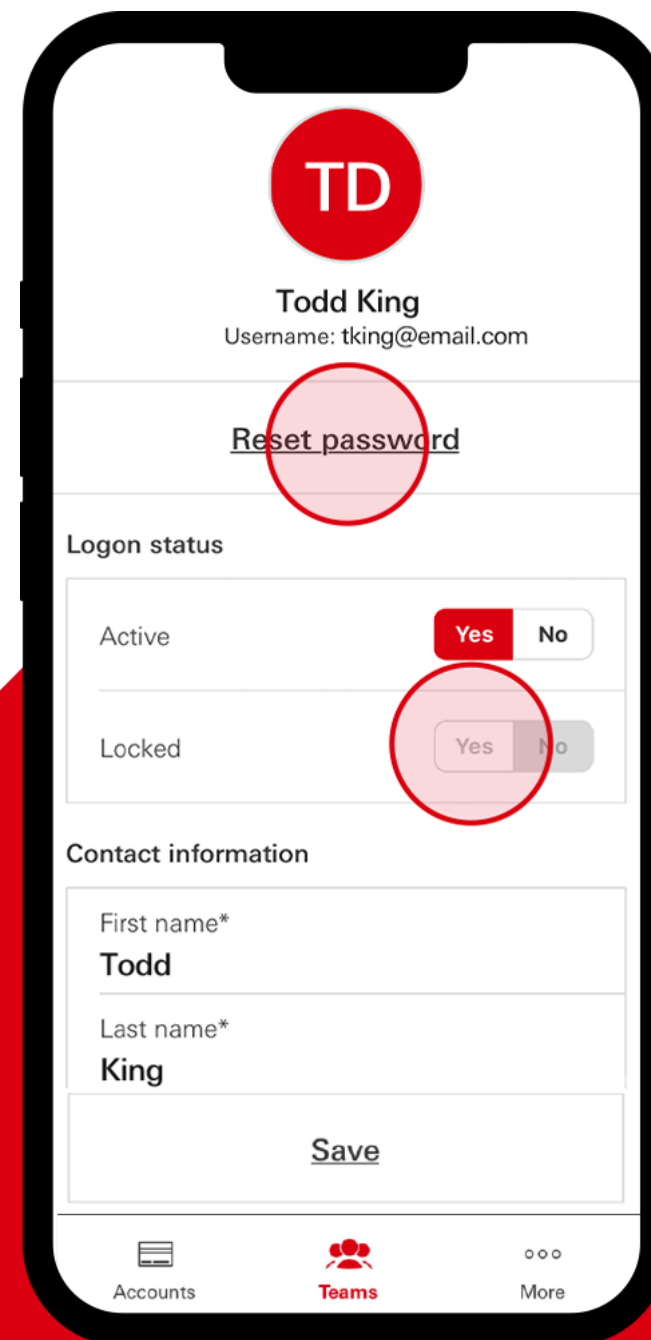 TD
Todd King
Username: tking@email.com
Reset password
Logon status
Active Yes No
Locked Yes No
Contact information
First name*
Todd
Last name*
King
Save
Accounts Teams More